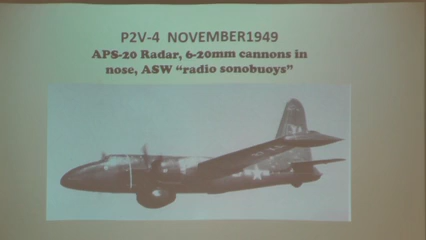 P2V-4 NOVEMBER1949
APS-20 Radar, 6-20mm cannons in
nose, ASW “radio sonobuoys”